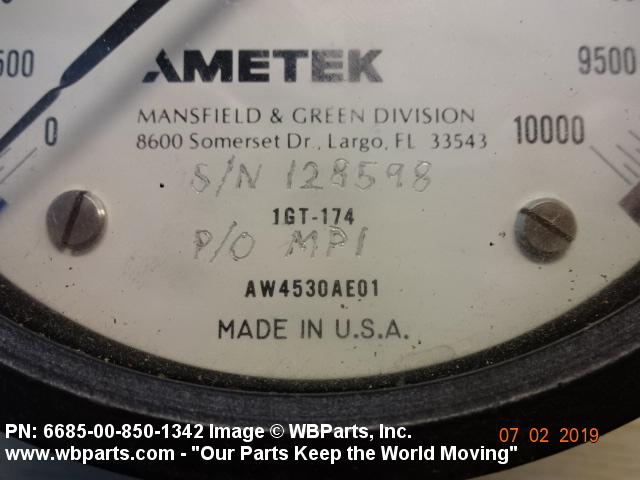 500
AMETEK
9500
MANSFIELD & GREEN DIVISION
0
10000
8600 Somerset Dr., Largo, FL 33543
S/N 128598
1GT-174
P/O MPI
AW4530AE01
MADE IN U.S.A.
PN: 6685-00-850-1342 Image © WBParts, Inc.
07 02 2019
www.wbparts.com - "Our Parts Keep the World Moving"